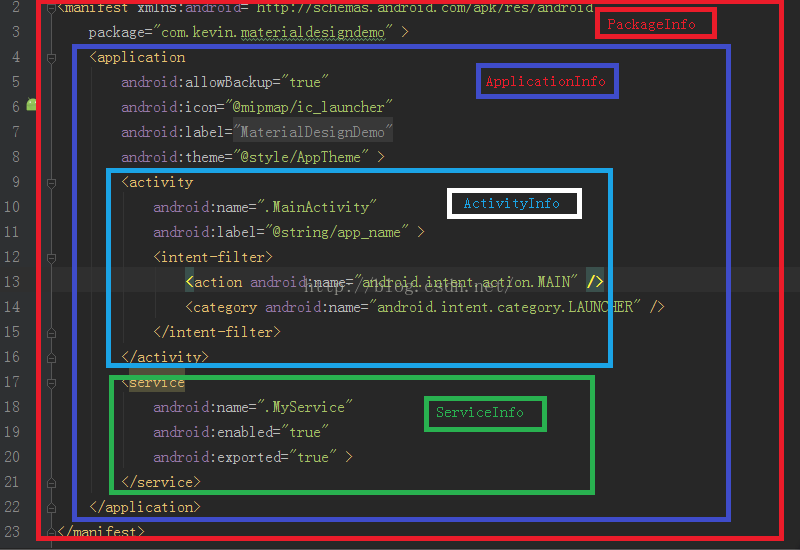 2 <manifest xmlns:android="http://schemas.android.com/apk/res/android
3 package="com.kevin.materialdesigndemo" >
PackageInfo
4 <application
5 android:allowBackup="true"
ApplicationInfo
6 android:icon="@mipmap/ic_launcher"
7 android:label="MaterialDesignDemo"
8 android:theme="@style/AppTheme" >
9 <activity
10 android:name=".MainActivity"
ActivityInfo
11 android:label="@string/app_name" >
12 <intent-filter>
13 <action android:name="android.intent.action.MAIN" />
http://blog.csdn.net/
14 <category android:name="android.intent.category.LAUNCHER" />
15 </intent-filter>
16 </activity>
17 <service
18 android:name=".MyService"
ServiceInfo
19 android:enabled="true"
20 android:exported="true" >
21 </service>
22 </application>
23 </manifest>